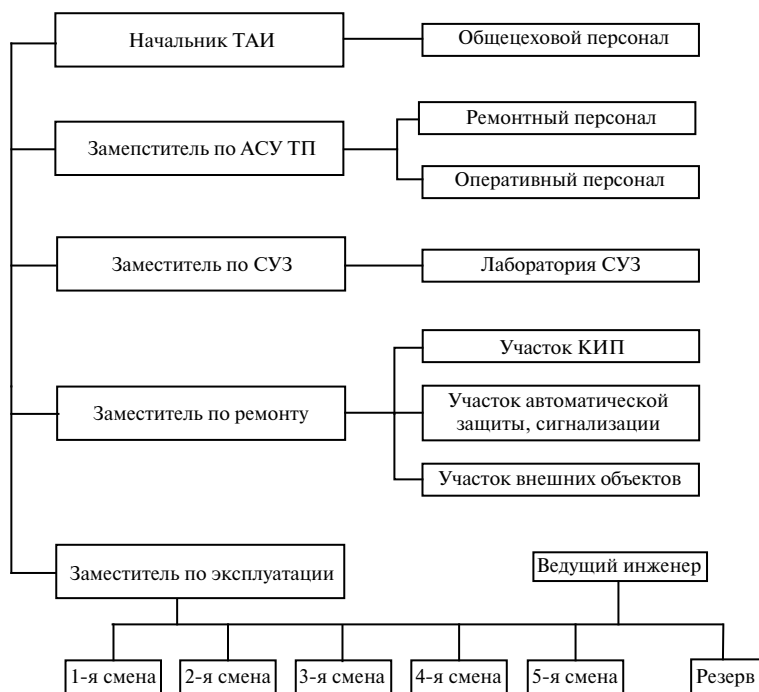 Начальник ТАИ
Общецеховой персонал
Замепститель по АСУ ТП
Ремонтный персонал
Оперативный персонал
Заместитель по СУЗ
Лаборатория СУЗ
Заместитель по ремонту
Участок КИП
Участок автоматической
защиты, сигнализации
Участок внешних объектов
Заместитель по эксплуатации
Ведущий инженер
1-я смена
2-я смена
3-я смена
4-я смена
5-я смена
Резерв